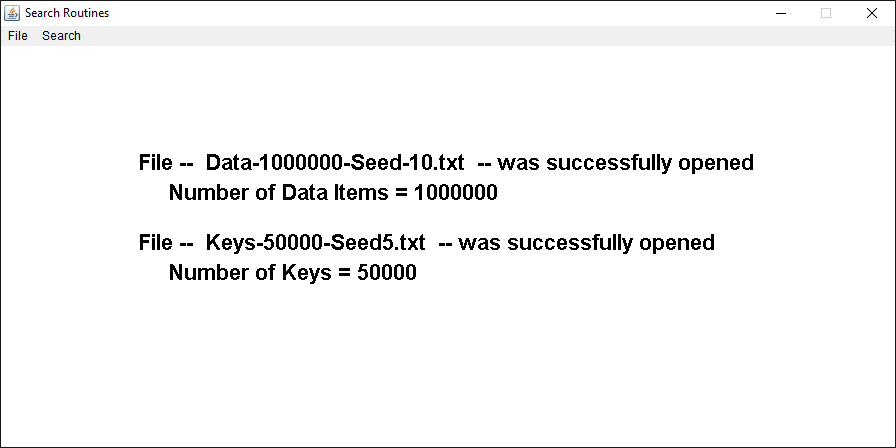 Search Routines
File Search
File -- Data-1000000-Seed-10.txt -- was successfully opened
Number of Data Items = 1000000
File -- Keys-50000-Seed5.txt -- was successfully opened
Number of Keys = 50000